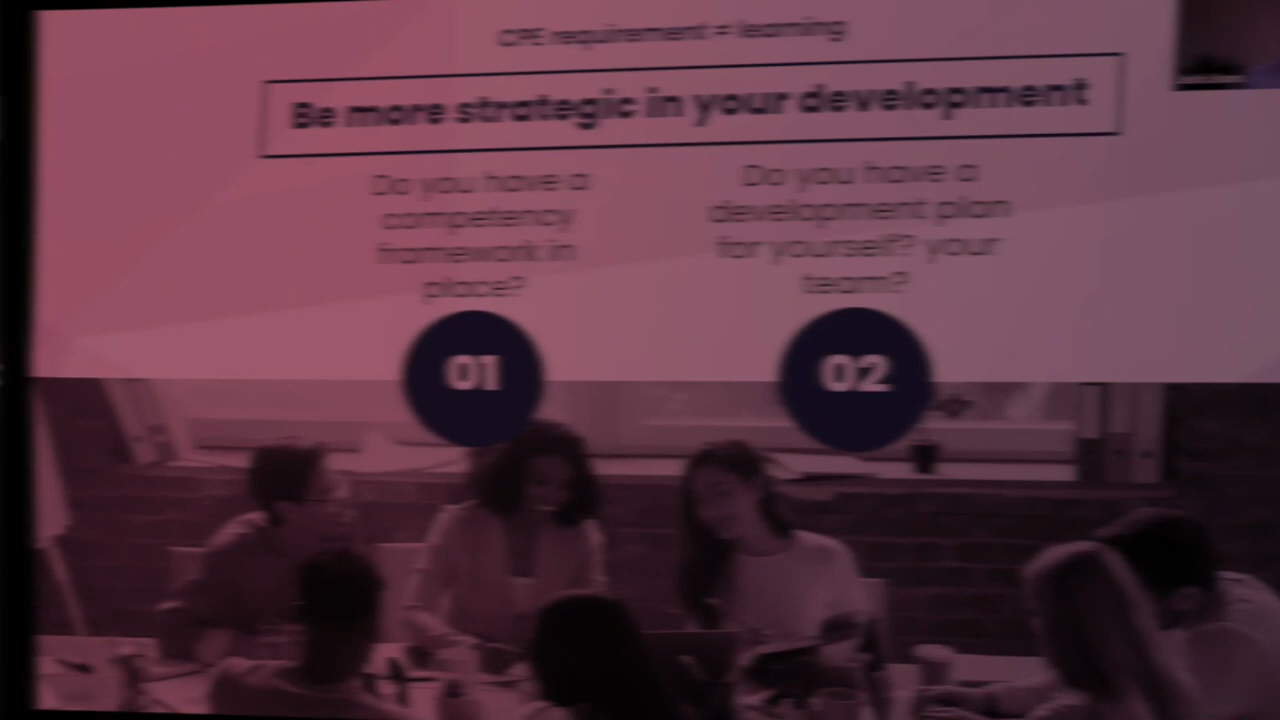 CPE requirement = learning
Be more strategic in your development
Do you have a
competency
framework in
place?
Do you have a
development plan
for yourself? your
team?
01
02